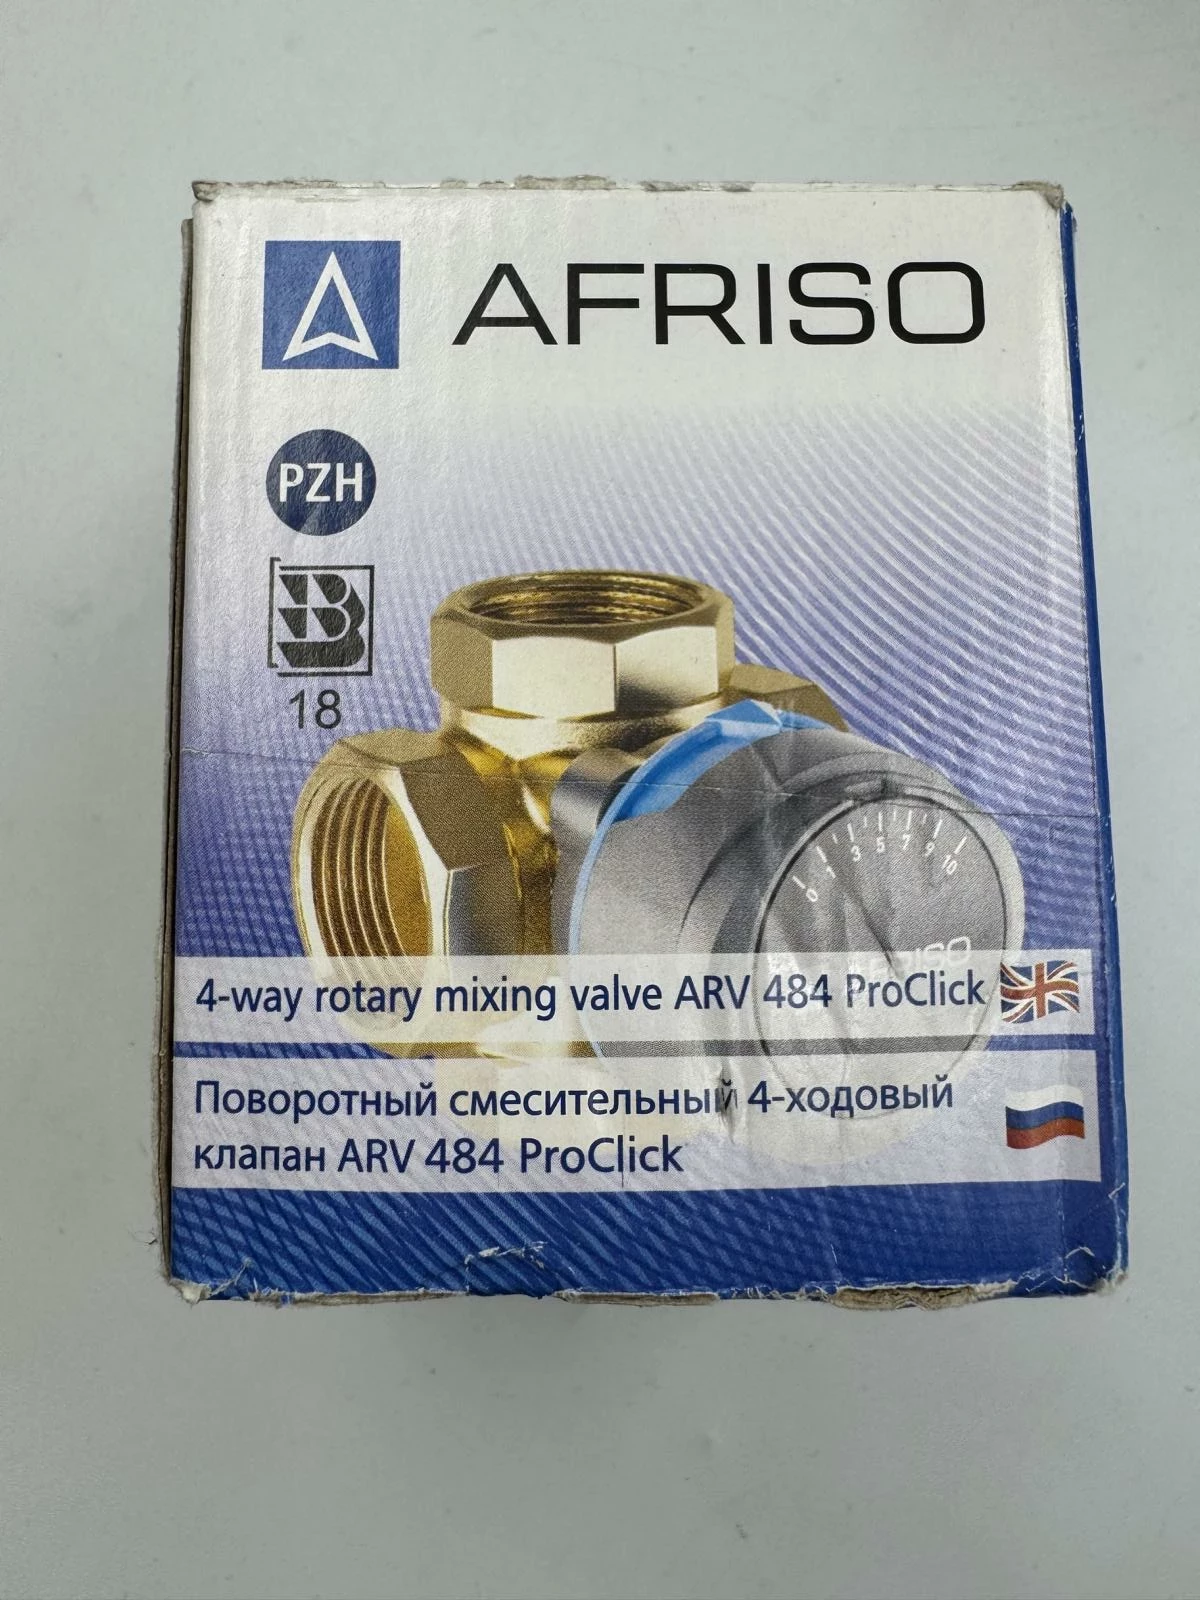 AFRISO
PZH
B
18
0 1 3 5 7 9 10
AFRISO
4-way rotary mixing valve ARV 484 ProClick
Поворотный смесительный 4-ходовый
клапан ARV 484 ProClick